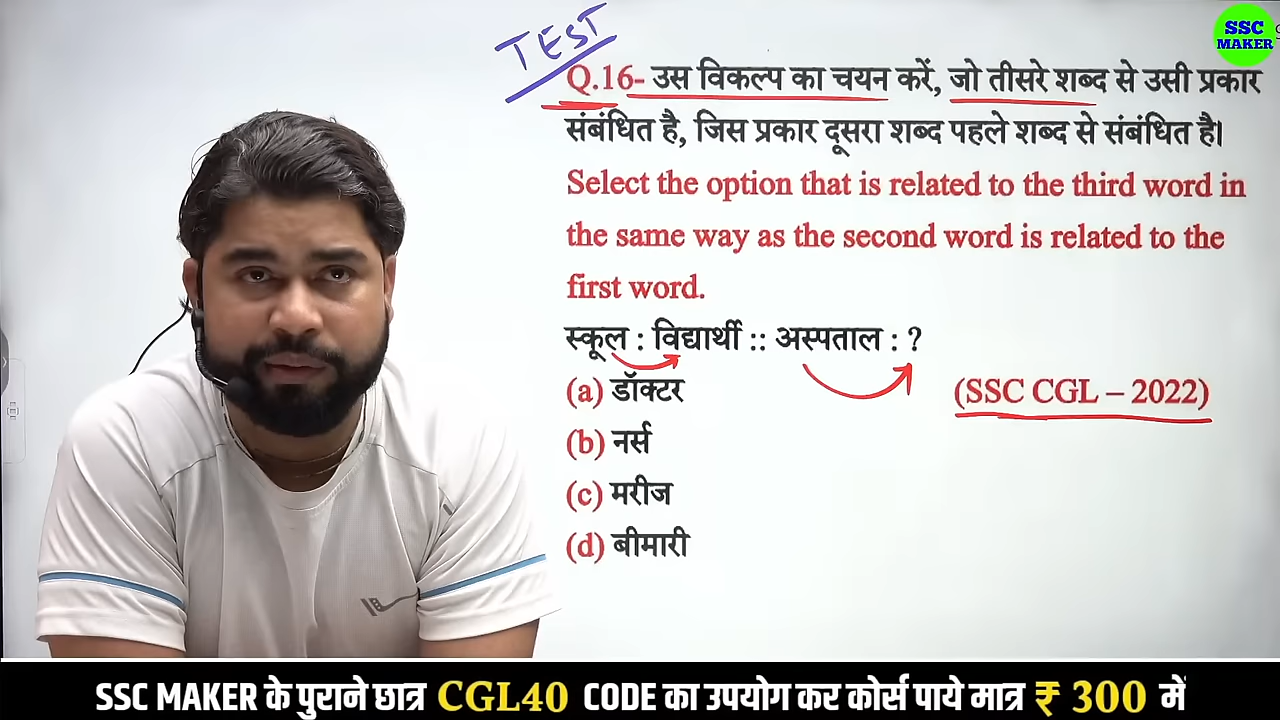 SSC
MAKER
TEST
Q.16- उस विकल्प का चयन करें, जो तीसरे शब्द से उसी प्रकार
संबंधित है, जिस प्रकार दूसरा शब्द पहले शब्द से संबंधित है।
Select the option that is related to the third word in
the same way as the second word is related to the
first word.
स्कूल : विद्यार्थी :: अस्पताल : ?
(a) डॉक्टर
(SSC CGL – 2022)
(b) नर्स
(c) मरीज
(d) बीमारी
SSC MAKER के पुराने छात्र CGL40 CODE का उपयोग कर कोर्स पाये मात्र ₹ 300 में